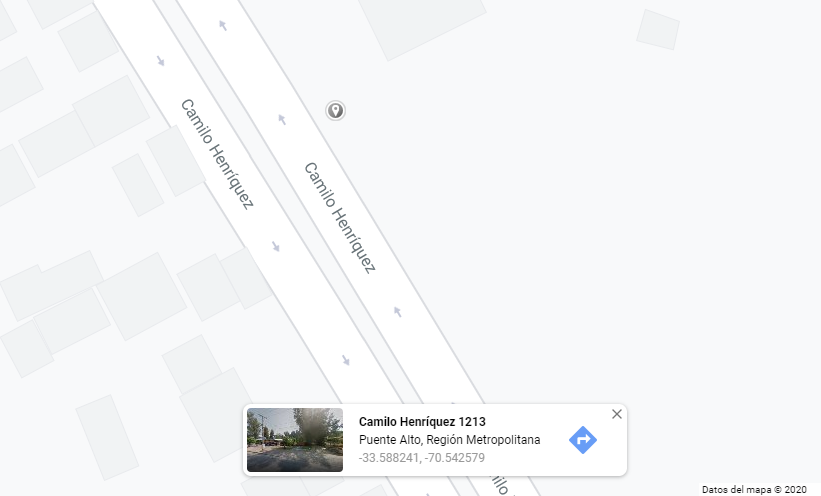 Camilo Henríquez
Camilo Henríquez
Camilo Henríquez 1213
Puente Alto, Región Metropolitana
-33.588241, -70.542579
Datos del mapa © 2020